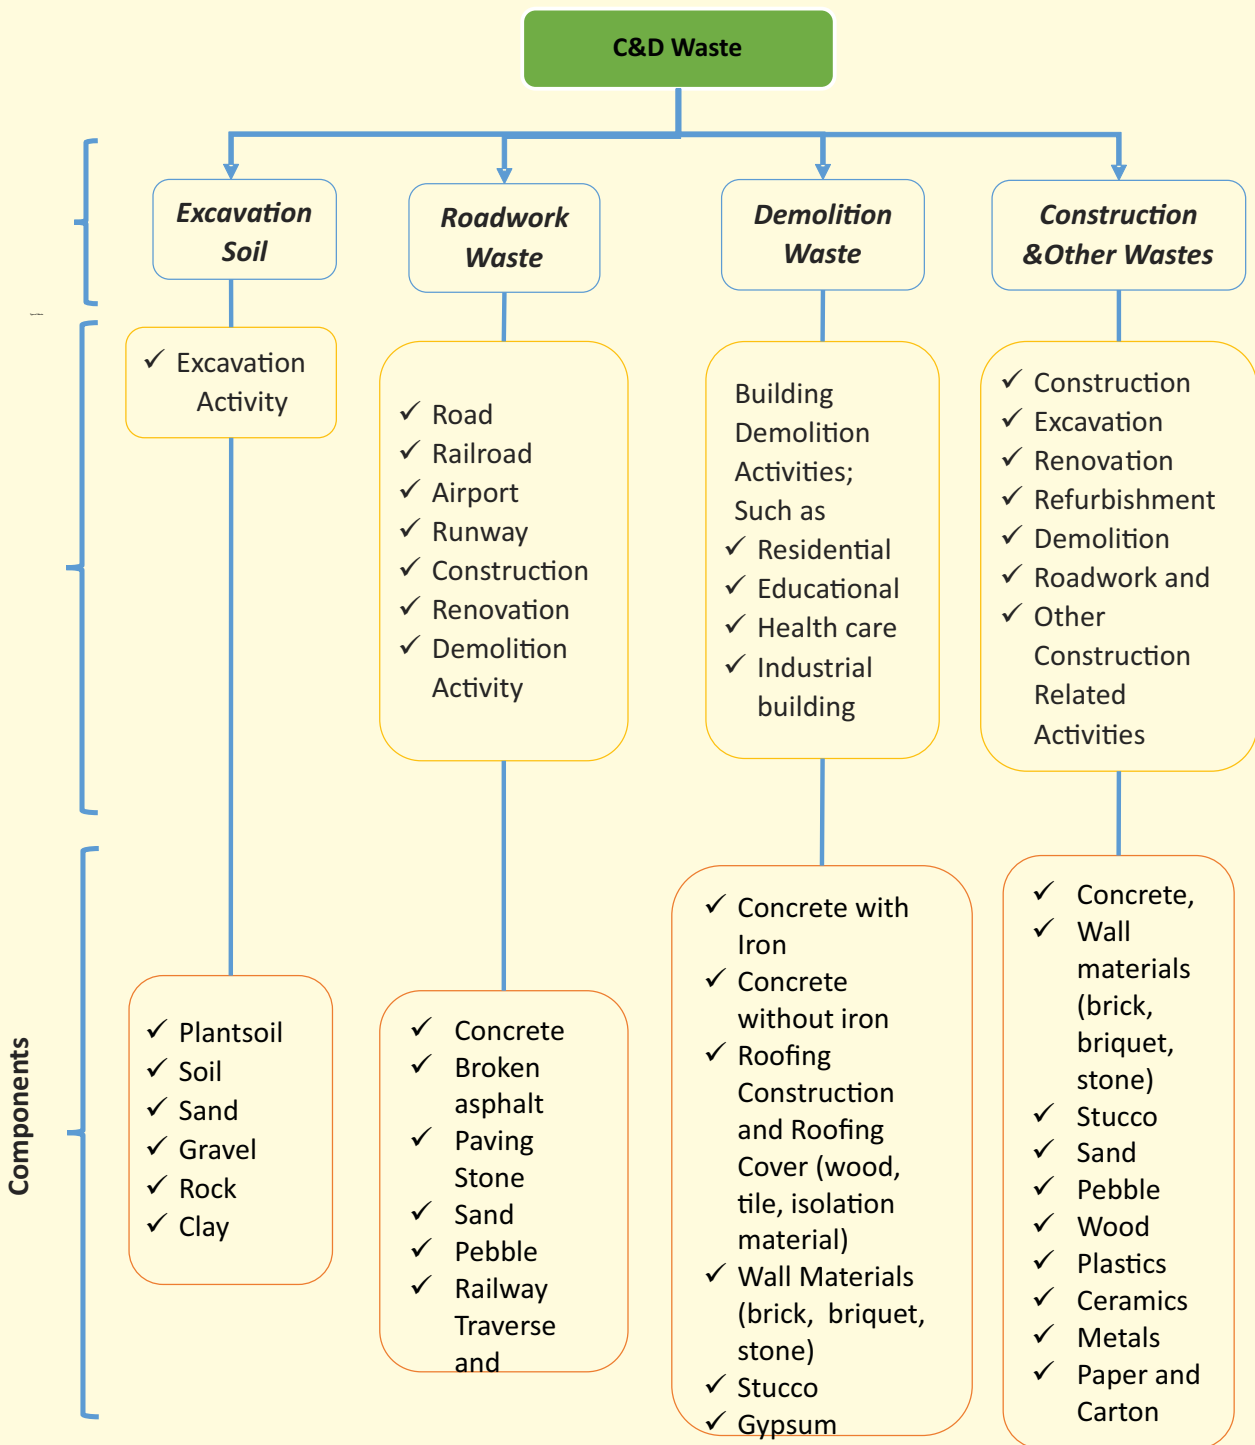 C&D Waste
Excavation
Soil
Roadwork
Waste
Demolition
Waste
Construction
&Other Wastes
✓ Excavation
Activity
✓ Road
✓ Railroad
✓ Airport
✓ Runway
✓ Construction
✓ Renovation
✓ Demolition
Activity
Building
Demolition
Activities;
Such as
✓ Residential
✓ Educational
✓ Health care
✓ Industrial
building
✓ Construction
✓ Excavation
✓ Renovation
✓ Refurbishment
✓ Demolition
✓ Roadwork and
✓ Other
Construction
Related
Activities
Components
✓ Plantsoil
✓ Soil
✓ Sand
✓ Gravel
✓ Rock
✓ Clay
✓ Concrete
✓ Broken
asphalt
✓ Paving
Stone
✓ Sand
✓ Pebble
✓ Railway
Traverse
and
✓ Concrete with
Iron
✓ Concrete
without iron
✓ Roofing
Construction
and Roofing
Cover (wood,
tile, isolation
material)
✓ Wall Materials
(brick, briquet,
stone)
✓ Stucco
✓ Gypsum
✓ Concrete,
✓ Wall
materials
(brick,
briquet,
stone)
✓ Stucco
✓ Sand
✓ Pebble
✓ Wood
✓ Plastics
✓ Ceramics
✓ Metals
✓ Paper and
Carton